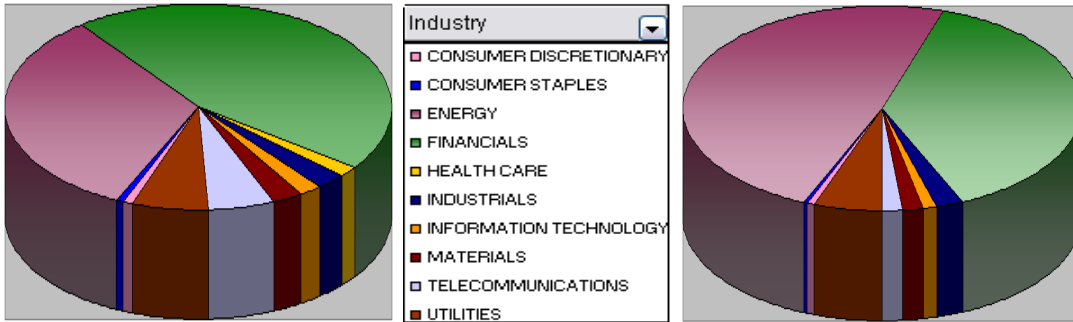 Industry
CONSUMER DISCRETIONARY
CONSUMER STAPLES
ENERGY
FINANCIALS
HEALTH CARE
INDUSTRIALS
INFORMATION TECHNOLOGY
MATERIALS
TELECOMMUNICATIONS
UTILITIES